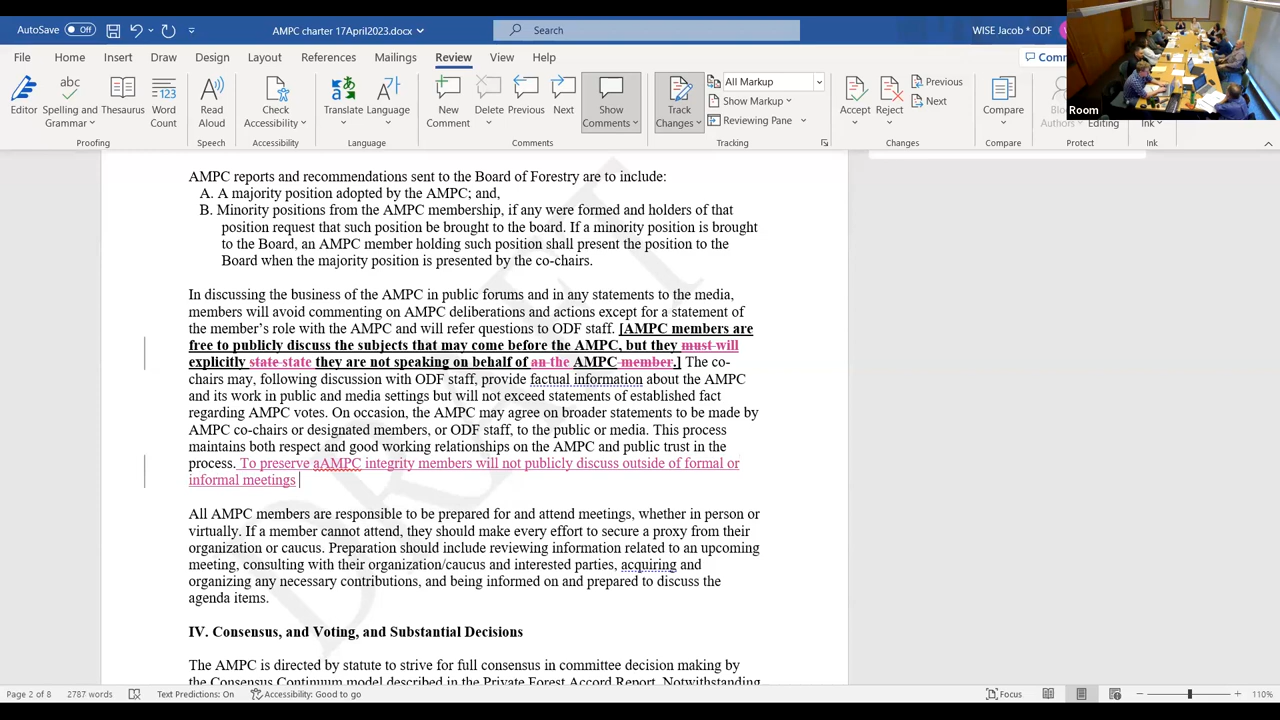 AutoSave Off
AMPC charter 17April2023.docx
Search
WISE Jacob * ODF
File Home Insert Draw Design Layout References Mailings Review View Help
Editor
Spelling and Grammar
Thesaurus
Word Count
Read Aloud
Check Accessibility
Translate
Language
New Comment
Delete
Previous
Next
Show Comments
Track Changes
All Markup
Show Markup
Reviewing Pane
Accept
Reject
Previous
Next
Compare
Authors
Editing
Ink
Room
Proofing
Speech
Accessibility
Language
Comments
Tracking
Changes
Compare
Protect
Ink
DRAFT
AMPC reports and recommendations sent to the Board of Forestry are to include:
A. A majority position adopted by the AMPC; and,
B. Minority positions from the AMPC membership, if any were formed and holders of that
position request that such position be brought to the board. If a minority position is brought
to the Board, an AMPC member holding such position shall present the position to the
Board when the majority position is presented by the co-chairs.
In discussing the business of the AMPC in public forums and in any statements to the media,
members will avoid commenting on AMPC deliberations and actions except for a statement of
the member’s role with the AMPC and will refer questions to ODF staff. [AMPC members are
free to publicly discuss the subjects that may come before the AMPC, but they must will
explicitly state state they are not speaking on behalf of an the AMPC member.] The co-
chairs may, following discussion with ODF staff, provide factual information about the AMPC
and its work in public and media settings but will not exceed statements of established fact
regarding AMPC votes. On occasion, the AMPC may agree on broader statements to be made by
AMPC co-chairs or designated members, or ODF staff, to the public or media. This process
maintains both respect and good working relationships on the AMPC and public trust in the
process. To preserve aAMPC integrity members will not publicly discuss outside of formal or
informal meetings
All AMPC members are responsible to be prepared for and attend meetings, whether in person or
virtually. If a member cannot attend, they should make every effort to secure a proxy from their
organization or caucus. Preparation should include reviewing information related to an upcoming
meeting, consulting with their organization/caucus and interested parties, acquiring and
organizing any necessary contributions, and being informed on and prepared to discuss the
agenda items.
IV. Consensus, and Voting, and Substantial Decisions
The AMPC is directed by statute to strive for full consensus in committee decision making by
the Consensus Continuum model described in the Private Forest Accord Report. Notwithstanding
Page 2 of 8 2787 words Text Predictions: On Accessibility: Good to go Focus 110%